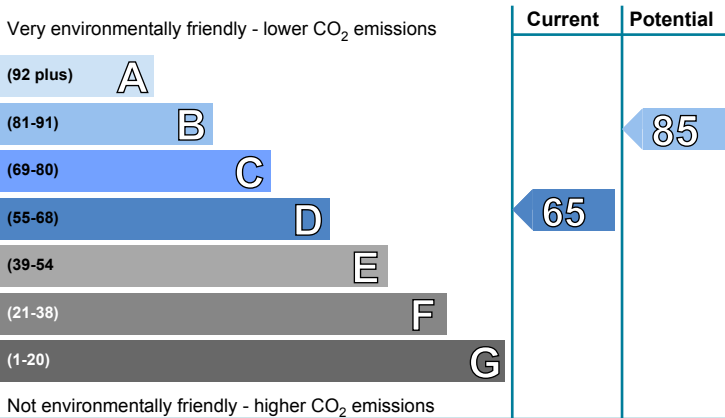 Very environmentally friendly - lower CO2 emissions
Current
Potential
(92 plus) A
(81-91) B
85
(69-80) C
(55-68) D
65
(39-54 E
(21-38) F
(1-20) G
Not environmentally friendly - higher CO2 emissions